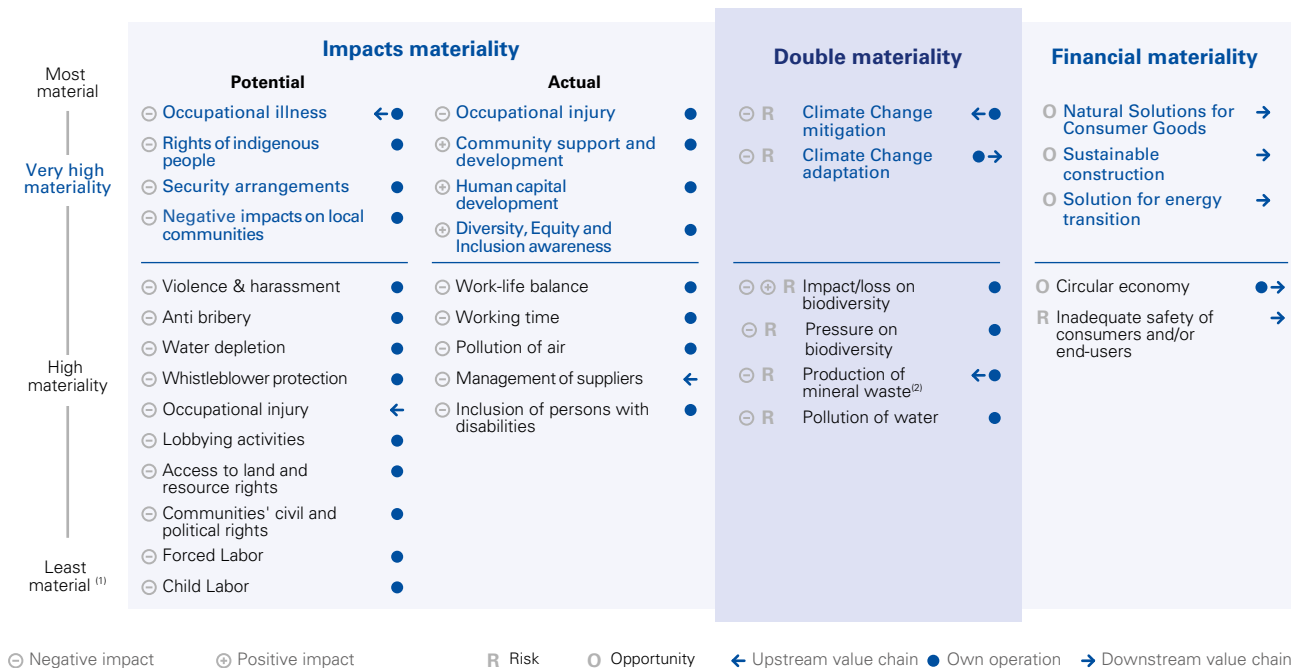 Impacts materiality
Double materiality
Financial materiality
Potential
Actual
Most
material
Very high
materiality
High
materiality
Least
material (1)
Occupational illness
Rights of indigenous
people
Security arrangements
Negative impacts on local
communities
Violence & harassment
Anti bribery
Water depletion
Whistleblower protection
Occupational injury
Lobbying activities
Access to land and
resource rights
Communities' civil and
political rights
Forced Labor
Child Labor
Occupational injury
Community support and
development
Human capital
development
Diversity, Equity and
Inclusion awareness
Work-life balance
Working time
Pollution of air
Management of suppliers
Inclusion of persons with
disabilities
R Climate Change
mitigation
R Climate Change
adaptation
R Impact/loss on
biodiversity
R Pressure on
biodiversity
R Production of
mineral waste(2)
R Pollution of water
O Natural Solutions for
Consumer Goods
O Sustainable
construction
O Solution for energy
transition
O Circular economy
R Inadequate safety of
consumers and/or
end-users
Negative impact Positive impact R Risk O Opportunity Upstream value chain Own operation Downstream value chain